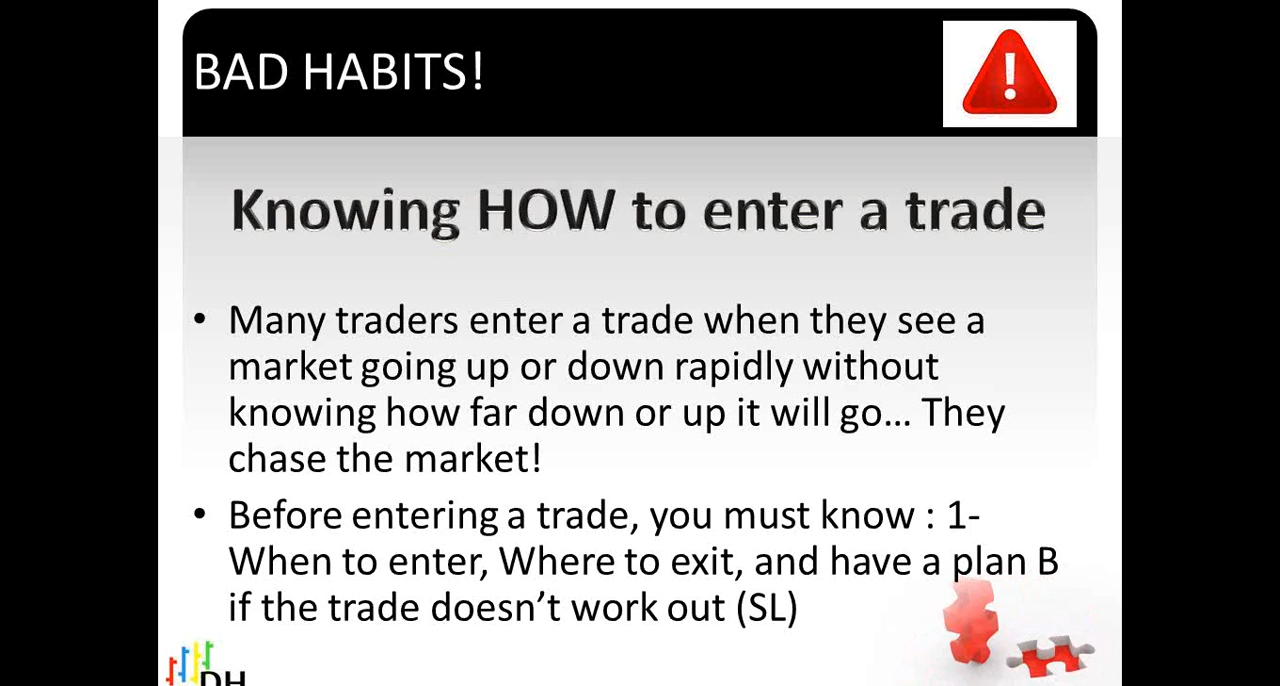 BAD HABITS!
Knowing HOW to enter a trade
• Many traders enter a trade when they see a
market going up or down rapidly without
knowing how far down or up it will go... They
chase the market!
• Before entering a trade, you must know : 1-
When to enter, Where to exit, and have a plan B
if the trade doesn’t work out (SL)
DH